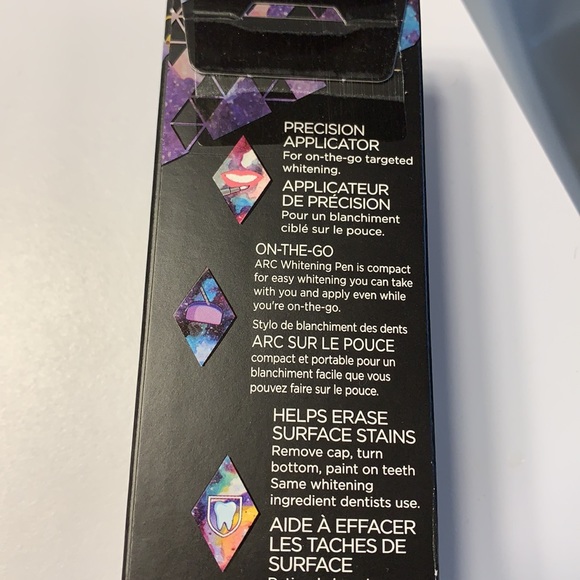 PRECISION
APPLICATOR
For on-the-go targeted
whitening.
APPLICATEUR
DE PRÉCISION
Pour un blanchiment
ciblé sur le pouce.
ON-THE-GO
ARC Whitening Pen is compact
for easy whitening you can take
with you and apply even while
you're on-the-go.
Stylo de blanchiment des dents
ARC SUR LE POUCE
compact et portable pour un
blanchiment facile que vous
pouvez faire sur le pouce.
HELPS ERASE
SURFACE STAINS
Remove cap, turn
bottom, paint on teeth
Same whitening
ingredient dentists use.
AIDE À EFFACER
LES TACHES DE
SURFACE